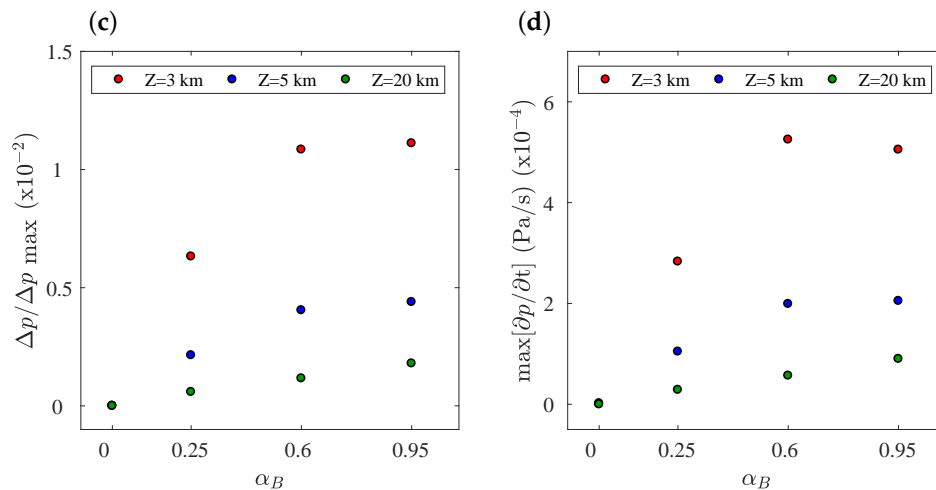 (c)
1.5
1
0.5
0
Δp/Δp max (x10⁻²)
Z=3 km Z=5 km Z=20 km
0 0.25 0.6 0.95
α_B
(d)
6
4
2
0
max[∂p/∂t] (Pa/s) (x10⁻⁴)
Z=3 km Z=5 km Z=20 km
0 0.25 0.6 0.95
α_B